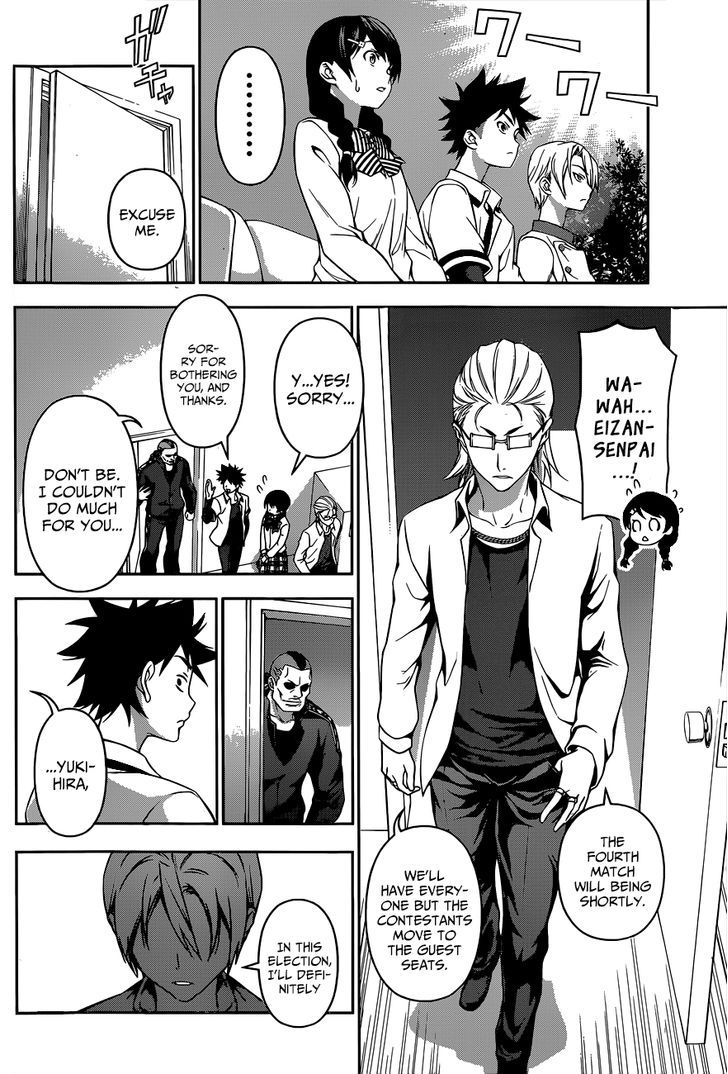 ワー
ワー
………
ガチャ
EXCUSE
ME.
WA-
WAH...
EIZAN-
SENPAI
...!
THE
FOURTH
MATCH
WILL BEING
SHORTLY.
WE'LL
HAVE EVERY-
ONE BUT THE
CONTESTANTS
MOVE TO
THE GUEST
SEATS.
Y...YES!
SORRY...
SOR-
RY FOR
BOTHERING
YOU, AND
THANKS.
DON'T BE.
I COULDN'T
DO MUCH
FOR YOU...
...YUKI-
HIRA,
IN THIS
ELECTION,
I'LL DEFI-
NITELY